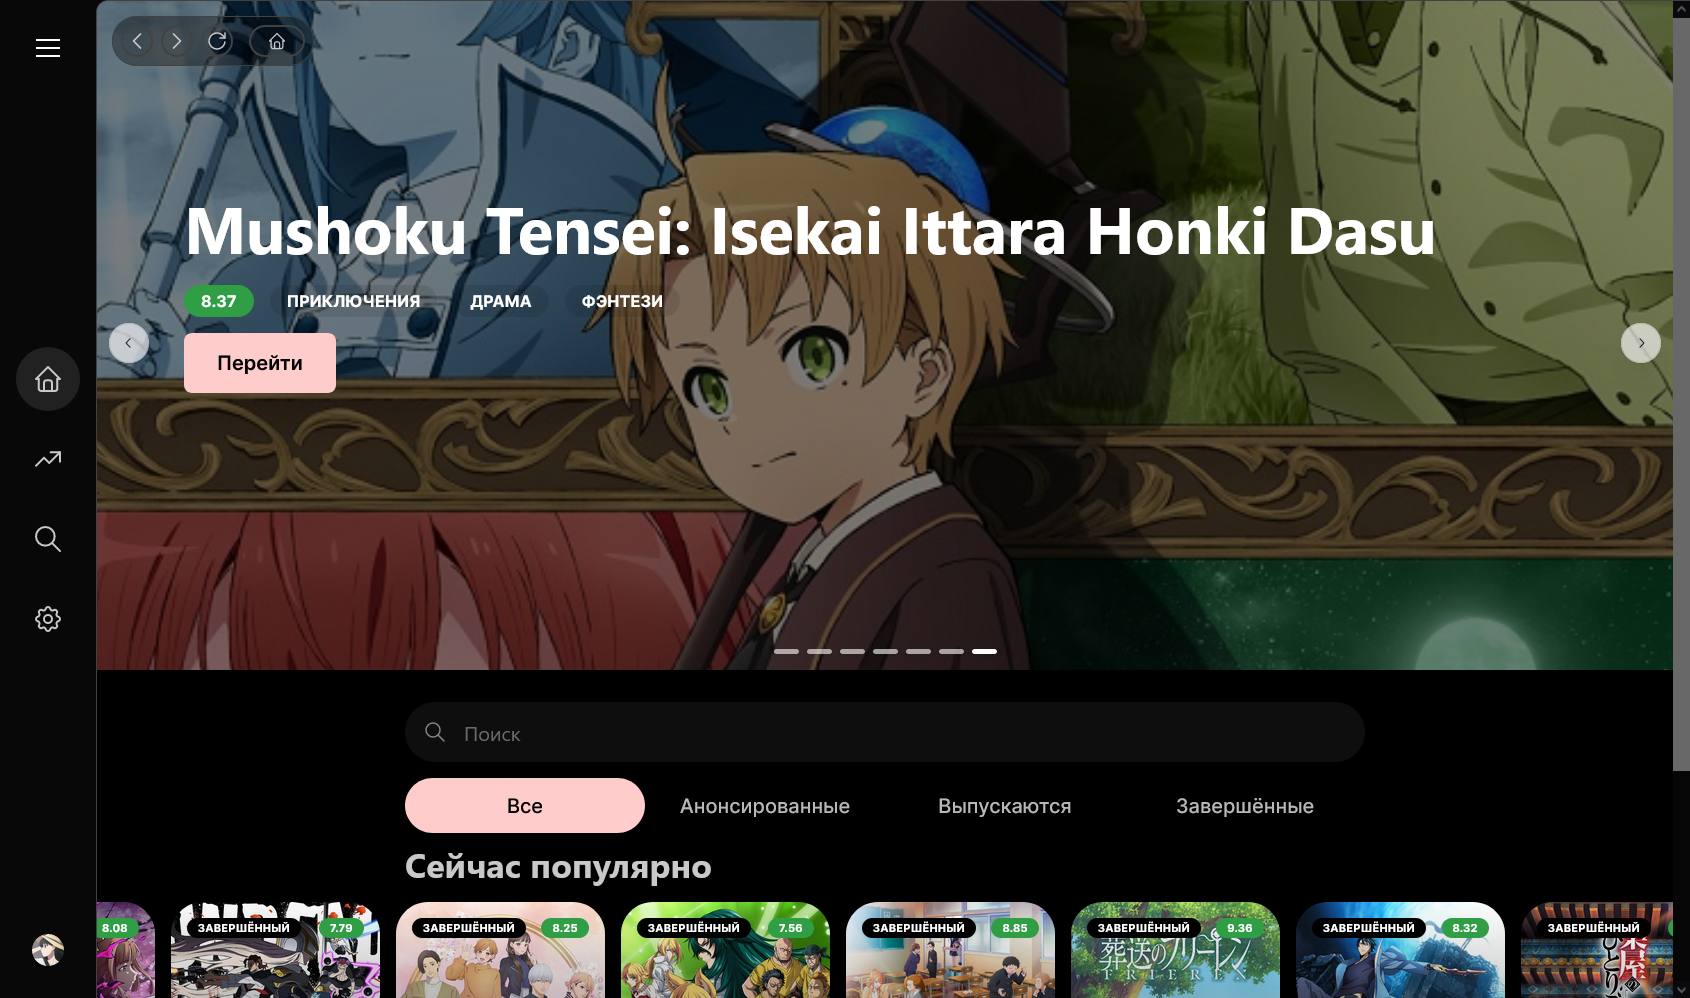 Mushoku Tensei: Isekai Ittara Honki Dasu
8.37 ПРИКЛЮЧЕНИЯ ДРАМА ФЭНТЕЗИ
Перейти
Поиск
Все Анонсированные Выпускаются Завершённые
Сейчас популярно
8.08 ЗАВЕРШЁННЫЙ 7.79 ЗАВЕРШЁННЫЙ 8.25 ЗАВЕРШЁННЫЙ 7.56 ЗАВЕРШЁННЫЙ 8.85 ЗАВЕРШЁННЫЙ 9.36 ЗАВЕРШЁННЫЙ 8.32 ЗАВЕРШЁННЫЙ
葬送のフリーレン
FRIEREN